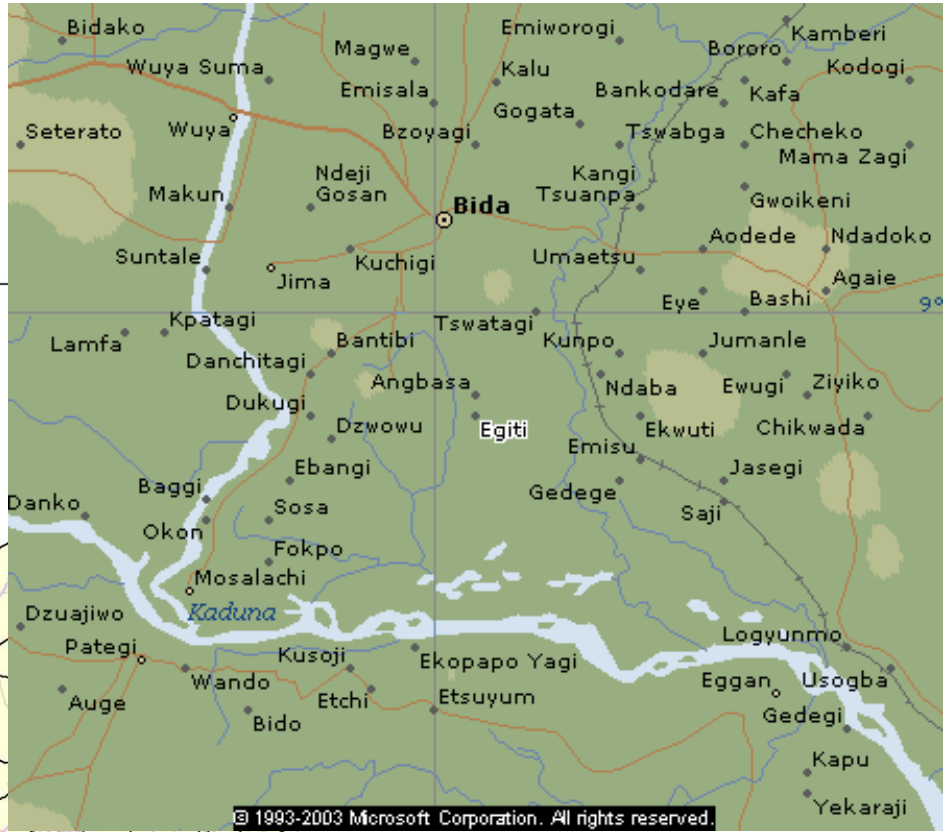 Bidako
Emiworogi
Kamberi
Magwe
Bororo
Wuya Suma
Kalu
Kodogi
Emisala
Bankodare
Kafa
Gogata
Wuya
Seterato
Bzoyagi
Tswabga
Checheko
Mama Zagi
Ndeji
Gosan
Kangi
Makun
Tsuanpa
Gwoikeni
Bida
Aodede
Ndadoko
Suntale
Kuchigi
Umaetsu
Jima
Agaie
Eye
Bashi
9°
Kpatagi
Tswatagi
Lamfa
Bantibi
Kunpo
Jumanle
Danchitagi
Angbasa
Ndaba
Ewugi
Ziyiko
Dukugi
Dzwowu
Egiti
Ekwuti
Chikwada
Emisu
Ebangi
Jasegi
Baggi
Gedege
Danko
Sosa
Saji
Okon
Fokpo
Mosalachi
Kaduna
Dzuajiwo
Logyunmo
Pategi
Kusoji
Ekopapo Yagi
Wando
Eggan
Usogba
Auge
Etchi
Etsuyum
Bido
Gedegi
Kapu
Yekaraji
© 1993-2003 Microsoft Corporation. All rights reserved.